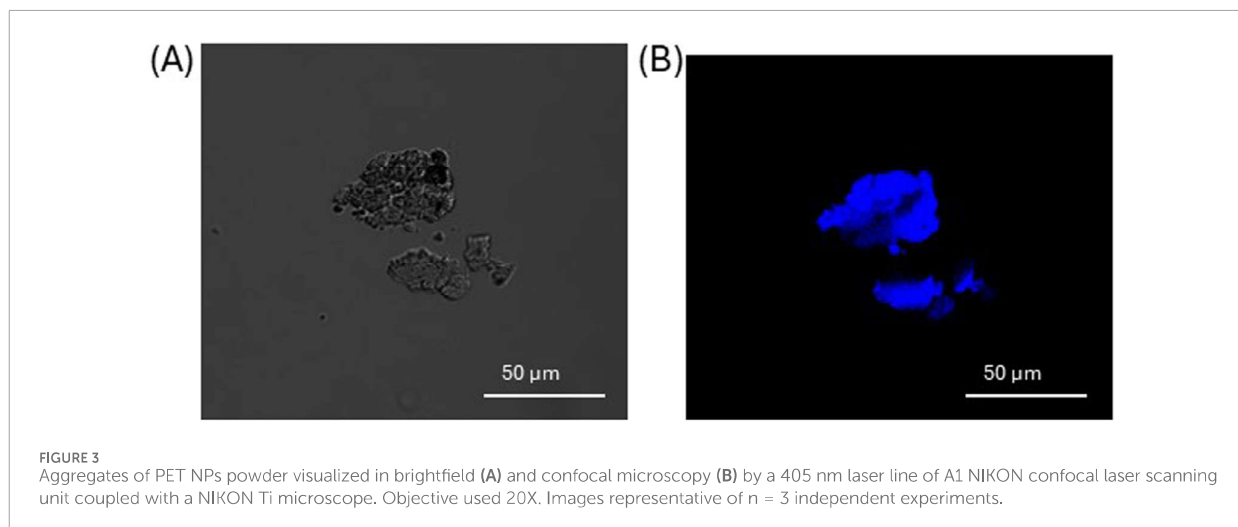 (A)
(B)
50 µm
50 µm
FIGURE 3
Aggregates of PET NPs powder visualized in brightfield (A) and confocal microscopy (B) by a 405 nm laser line of A1 NIKON confocal laser scanning
unit coupled with a NIKON Ti microscope. Objective used 20X. Images representative of n = 3 independent experiments.